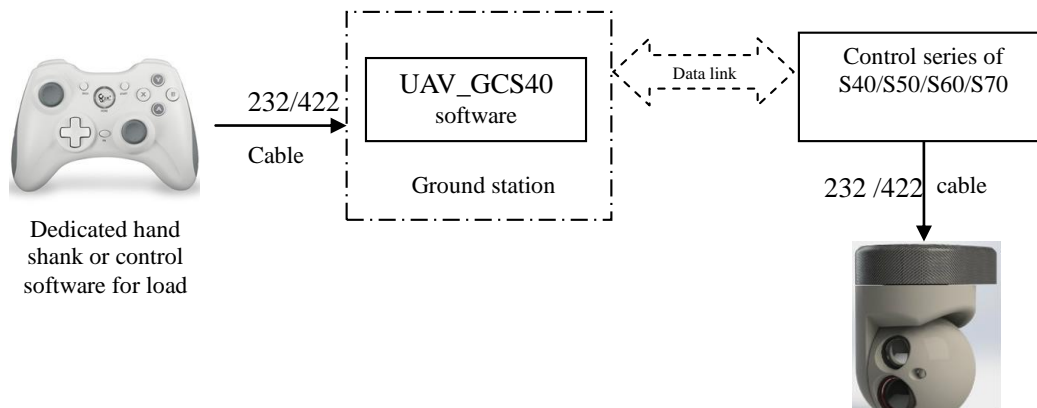 232/422
Cable
UAV_GCS40
software
Ground station
Data link
Control series of
S40/S50/S60/S70
232 /422
cable
Dedicated hand
shank or control
software for load